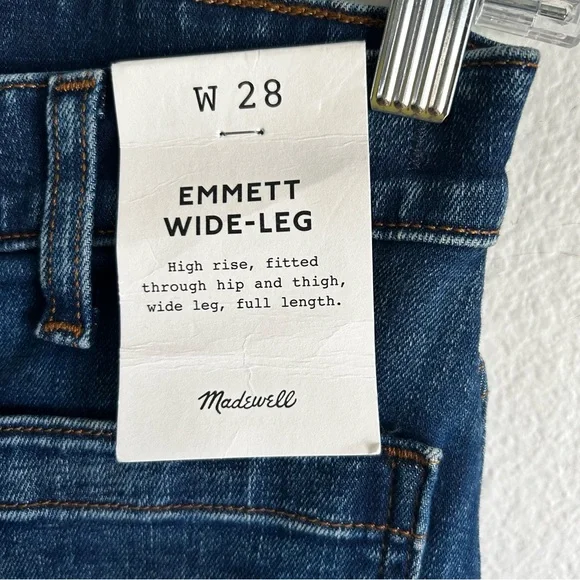 W 28
EMMETT
WIDE-LEG
High rise, fitted
through hip and thigh,
wide leg, full length.
Madewell